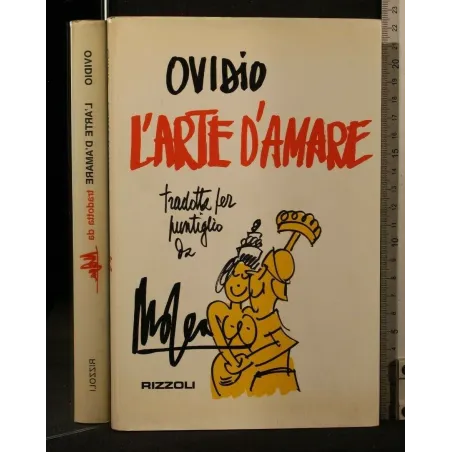 OVIDIO
L'ARTE D'AMARE
tradotta per
puntiglio
da
RIZZOLI
OVIDIO
L'ARTE D'AMARE
tradotta da
RIZZOLI